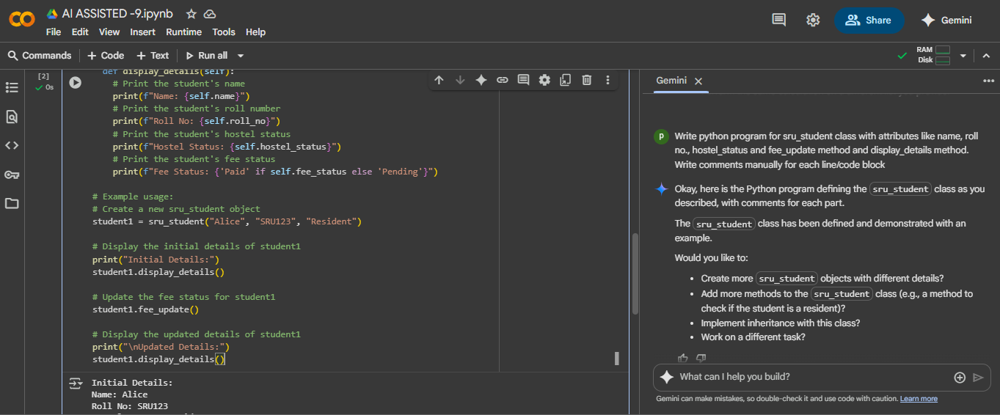 AI ASSISTED -9.ipynb
File Edit View Insert Runtime Tools Help
Share
Gemini
Commands
+ Code + Text
Run all
RAM
Disk
[2]
0s
def display_details(self):
# Print the student's name
print(f"Name: {self.name}")
# Print the student's roll number
print(f"Roll No: {self.roll_no}")
# Print the student's hostel status
print(f"Hostel Status: {self.hostel_status}")
# Print the student's fee status
print(f"Fee Status: {'Paid' if self.fee_status else 'Pending'}")
# Example usage:
# Create a new sru_student object
student1 = sru_student("Alice", "SRU123", "Resident")
# Display the initial details of student1
print("Initial Details:")
student1.display_details()
# Update the fee status for student1
student1.fee_update()
# Display the updated details of student1
print("\nUpdated Details:")
student1.display_details()
Initial Details:
Name: Alice
Roll No: SRU123
Gemini
P
Write python program for sru_student class with attributes like name, roll
no., hostel_status and fee_update method and display_details method.
Write comments manually for each line/code block
Okay, here is the Python program defining the sru_student class as you
described, with comments for each part.
The sru_student class has been defined and demonstrated with an
example.
Would you like to:
• Create more sru_student objects with different details?
• Add more methods to the sru_student class (e.g., a method to
check if the student is a resident)?
• Implement inheritance with this class?
• Work on a different task?
What can I help you build?
Gemini can make mistakes, so double-check it and use code with caution. Learn more